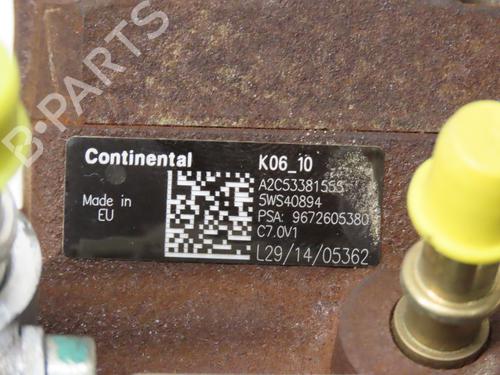 B-PARTS
Continental
K06_10
A2C53381555
5WS40894
PSA: 9672605380
C7.0V1
L29/14/05362
Made in
EU